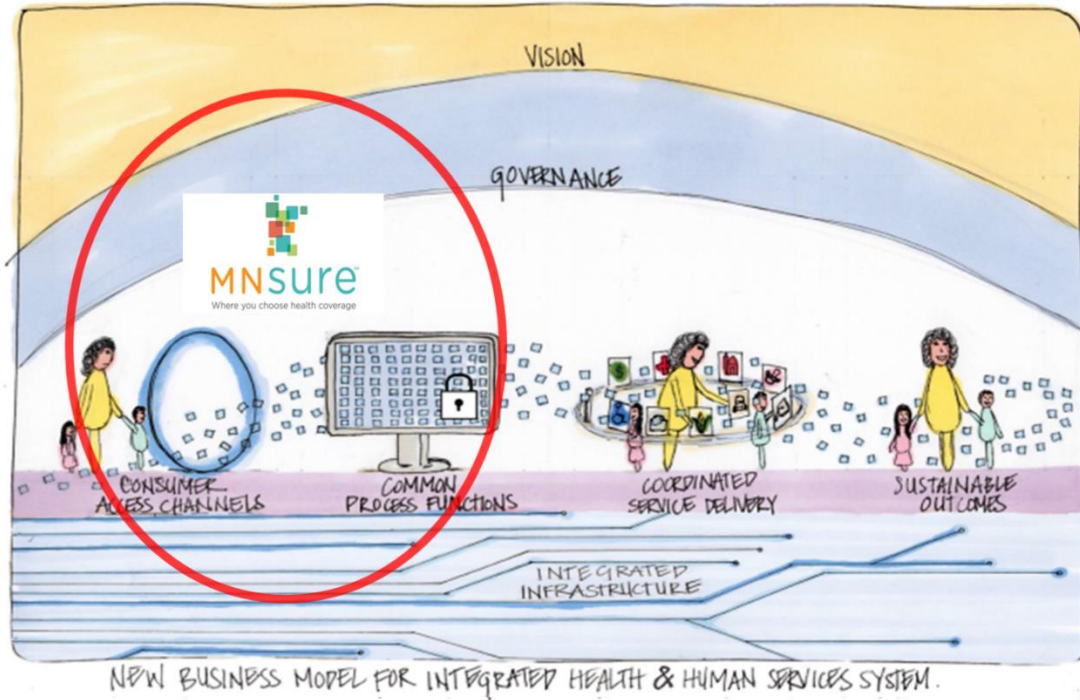 VISION
GOVERNANCE
MNsure™
Where you choose health coverage
$
CONSUMER
ACCESS CHANNELS
COMMON
PROCESS FUNCTIONS
COORDINATED
SERVICE DELIVERY
SUSTAINABLE
OUTCOMES
INTEGRATED
INFRASTRUCTURE
NEW BUSINESS MODEL FOR INTEGRATED HEALTH & HUMAN SERVICES SYSTEM.